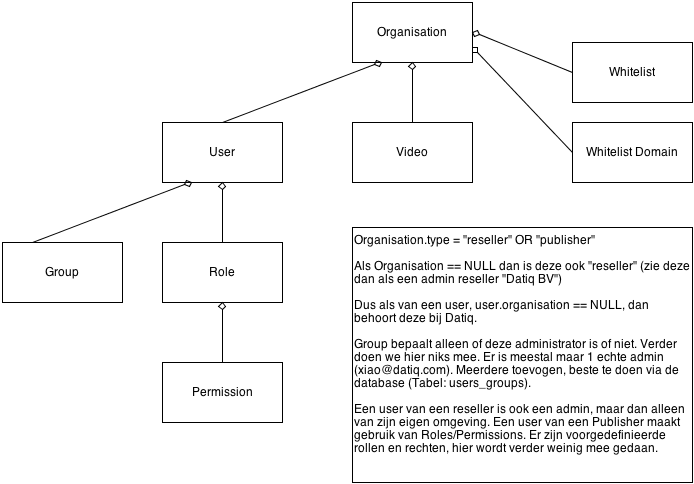 Organisation
Whitelist
User
Video
Whitelist Domain
Group
Role
Permission
Organisation.type = "reseller" OR "publisher"
Als Organisation == NULL dan is deze ook "reseller" (zie deze
dan als een admin reseller "Datiq BV")
Dus als van een user, user.organisation == NULL, dan
behoort deze bij Datiq.
Group bepaalt alleen of deze administrator is of niet. Verder
doen we hier niks mee. Er is meestal maar 1 echte admin
(xiao@datiq.com). Meerdere toevogen, beste te doen via de
database (Tabel: users_groups).
Een user van een reseller is ook een admin, maar dan alleen
van zijn eigen omgeving. Een user van een Publisher maakt
gebruik van Roles/Permissions. Er zijn voorgedefinieerde
rollen en rechten, hier wordt verder weinig mee gedaan.